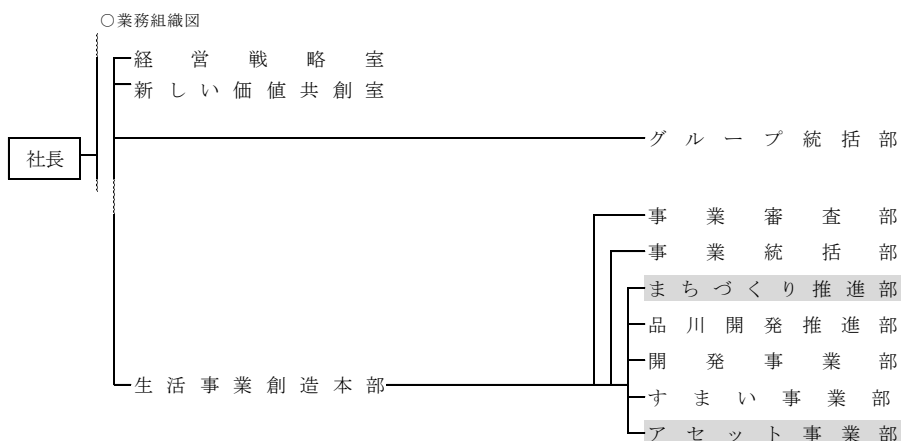 ○業務組織図
経営戦略室
新しい価値共創室
グループ統括部
社長
事業審査部
事業統括部
まちづくり推進部
品川開発推進部
開発事業部
生活事業創造本部
すまい事業部
アセット事業部